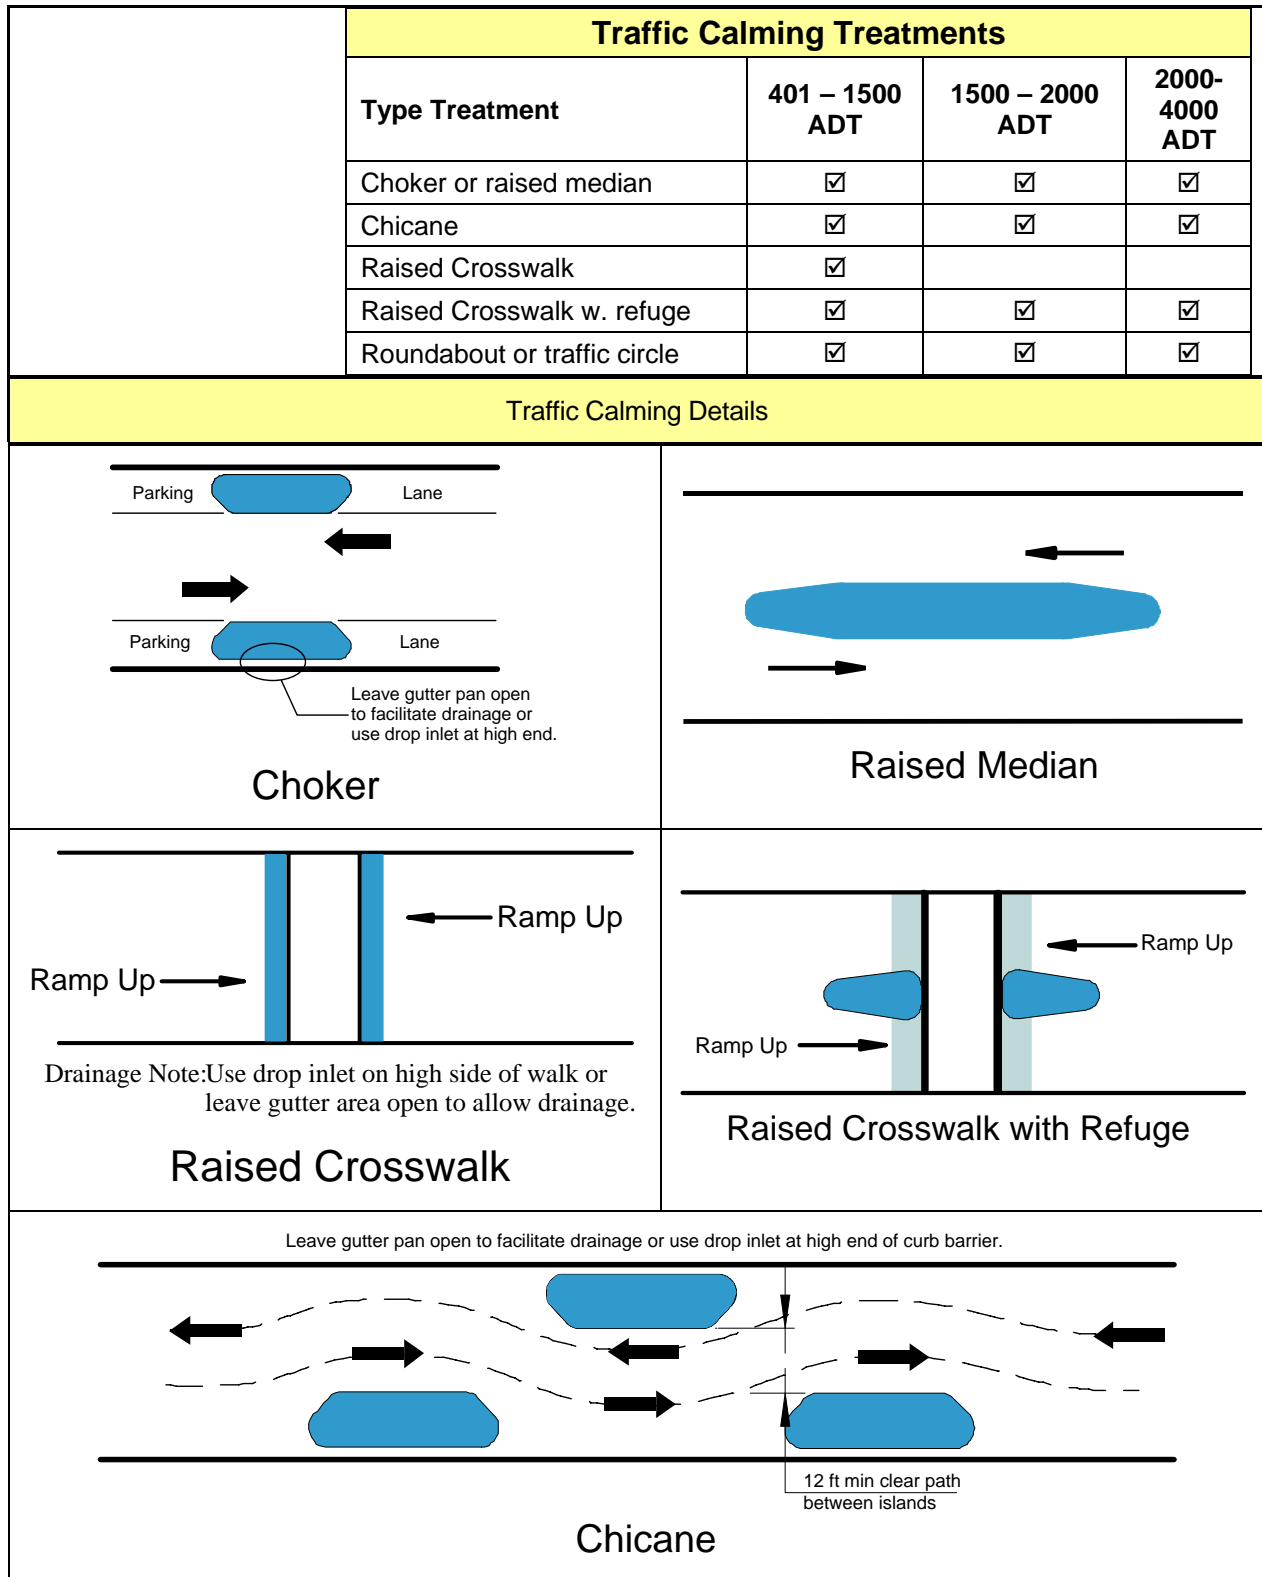 Traffic Calming Treatments
Type Treatment
401 – 1500
ADT
1500 – 2000
ADT
2000-
4000
ADT
Choker or raised median ☑ ☑ ☑
Chicane ☑ ☑ ☑
Raised Crosswalk ☑
Raised Crosswalk w. refuge ☑ ☑ ☑
Roundabout or traffic circle ☑ ☑ ☑
Traffic Calming Details
Parking Lane
Parking Lane
Leave gutter pan open
to facilitate drainage or
use drop inlet at high end.
Choker
Raised Median
Ramp Up
Ramp Up
Drainage Note:Use drop inlet on high side of walk or
leave gutter area open to allow drainage.
Raised Crosswalk
Ramp Up
Ramp Up
Raised Crosswalk with Refuge
Leave gutter pan open to facilitate drainage or use drop inlet at high end of curb barrier.
12 ft min clear path
between islands
Chicane